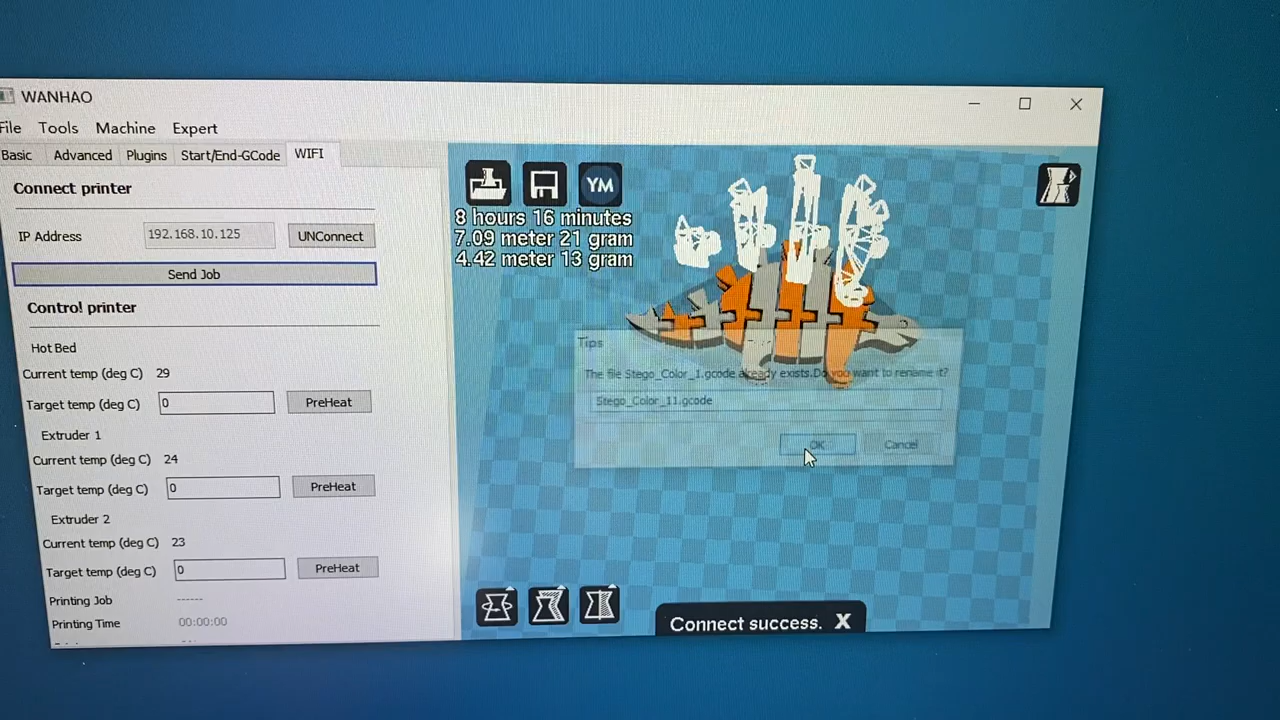 WANHAO
File Tools Machine Expert
Basic Advanced Plugins Start/End-GCode WIFI
Connect printer
IP Address 192.168.10.125 UNConnect
Send Job
Control printer
Hot Bed
Current temp (deg C) 29
Target temp (deg C) 0 PreHeat
Extruder 1
Current temp (deg C) 24
Target temp (deg C) 0 PreHeat
Extruder 2
Current temp (deg C) 23
Target temp (deg C) 0 PreHeat
Printing Job ------
Printing Time 00:00:00
YM
8 hours 16 minutes
7.09 meter 21 gram
4.42 meter 13 gram
Tips
The file Stego_Color_1.gcode already exists.Do you want to rename it?
Stego_Color_11.gcode
OK Cancel
Connect success. X